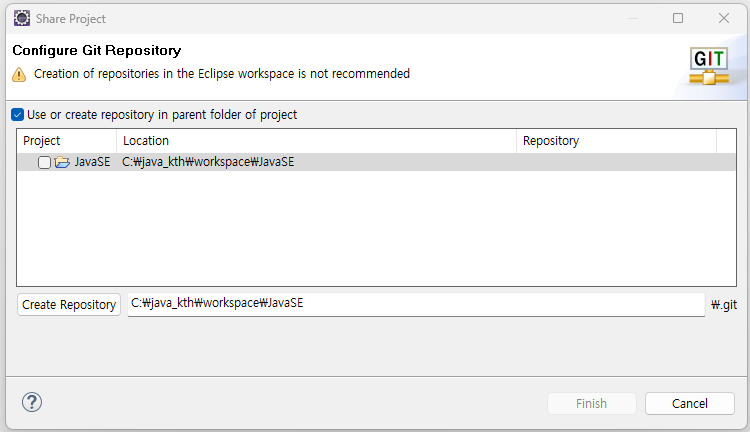 Share Project
Configure Git Repository
Creation of repositories in the Eclipse workspace is not recommended
GIT
Use or create repository in parent folder of project
Project Location Repository
JavaSE C:₩java_kth₩workspace₩JavaSE
Create Repository C:₩java_kth₩workspace₩JavaSE ₩.git
? Finish Cancel